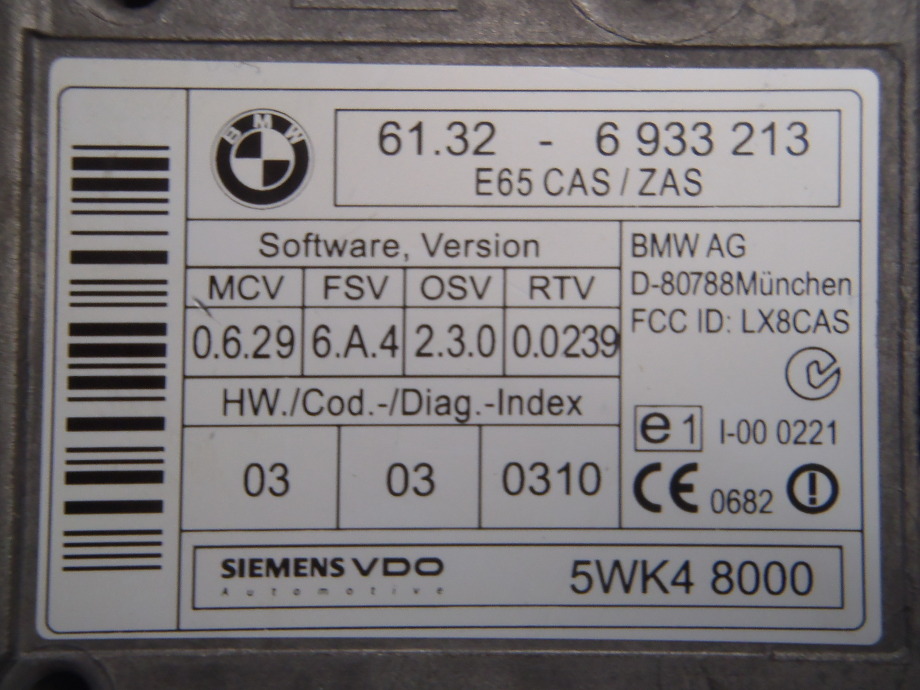 BMW
61.32 - 6 933 213
E65 CAS / ZAS
Software, Version
MCV FSV OSV RTV
0.6.29 6.A.4 2.3.0 0.0239
HW./Cod.-/Diag.-Index
03 03 0310
BMW AG
D-80788München
FCC ID: LX8CAS
e1 I-00 0221
CE 0682
SIEMENS VDO
Automotive
5WK4 8000